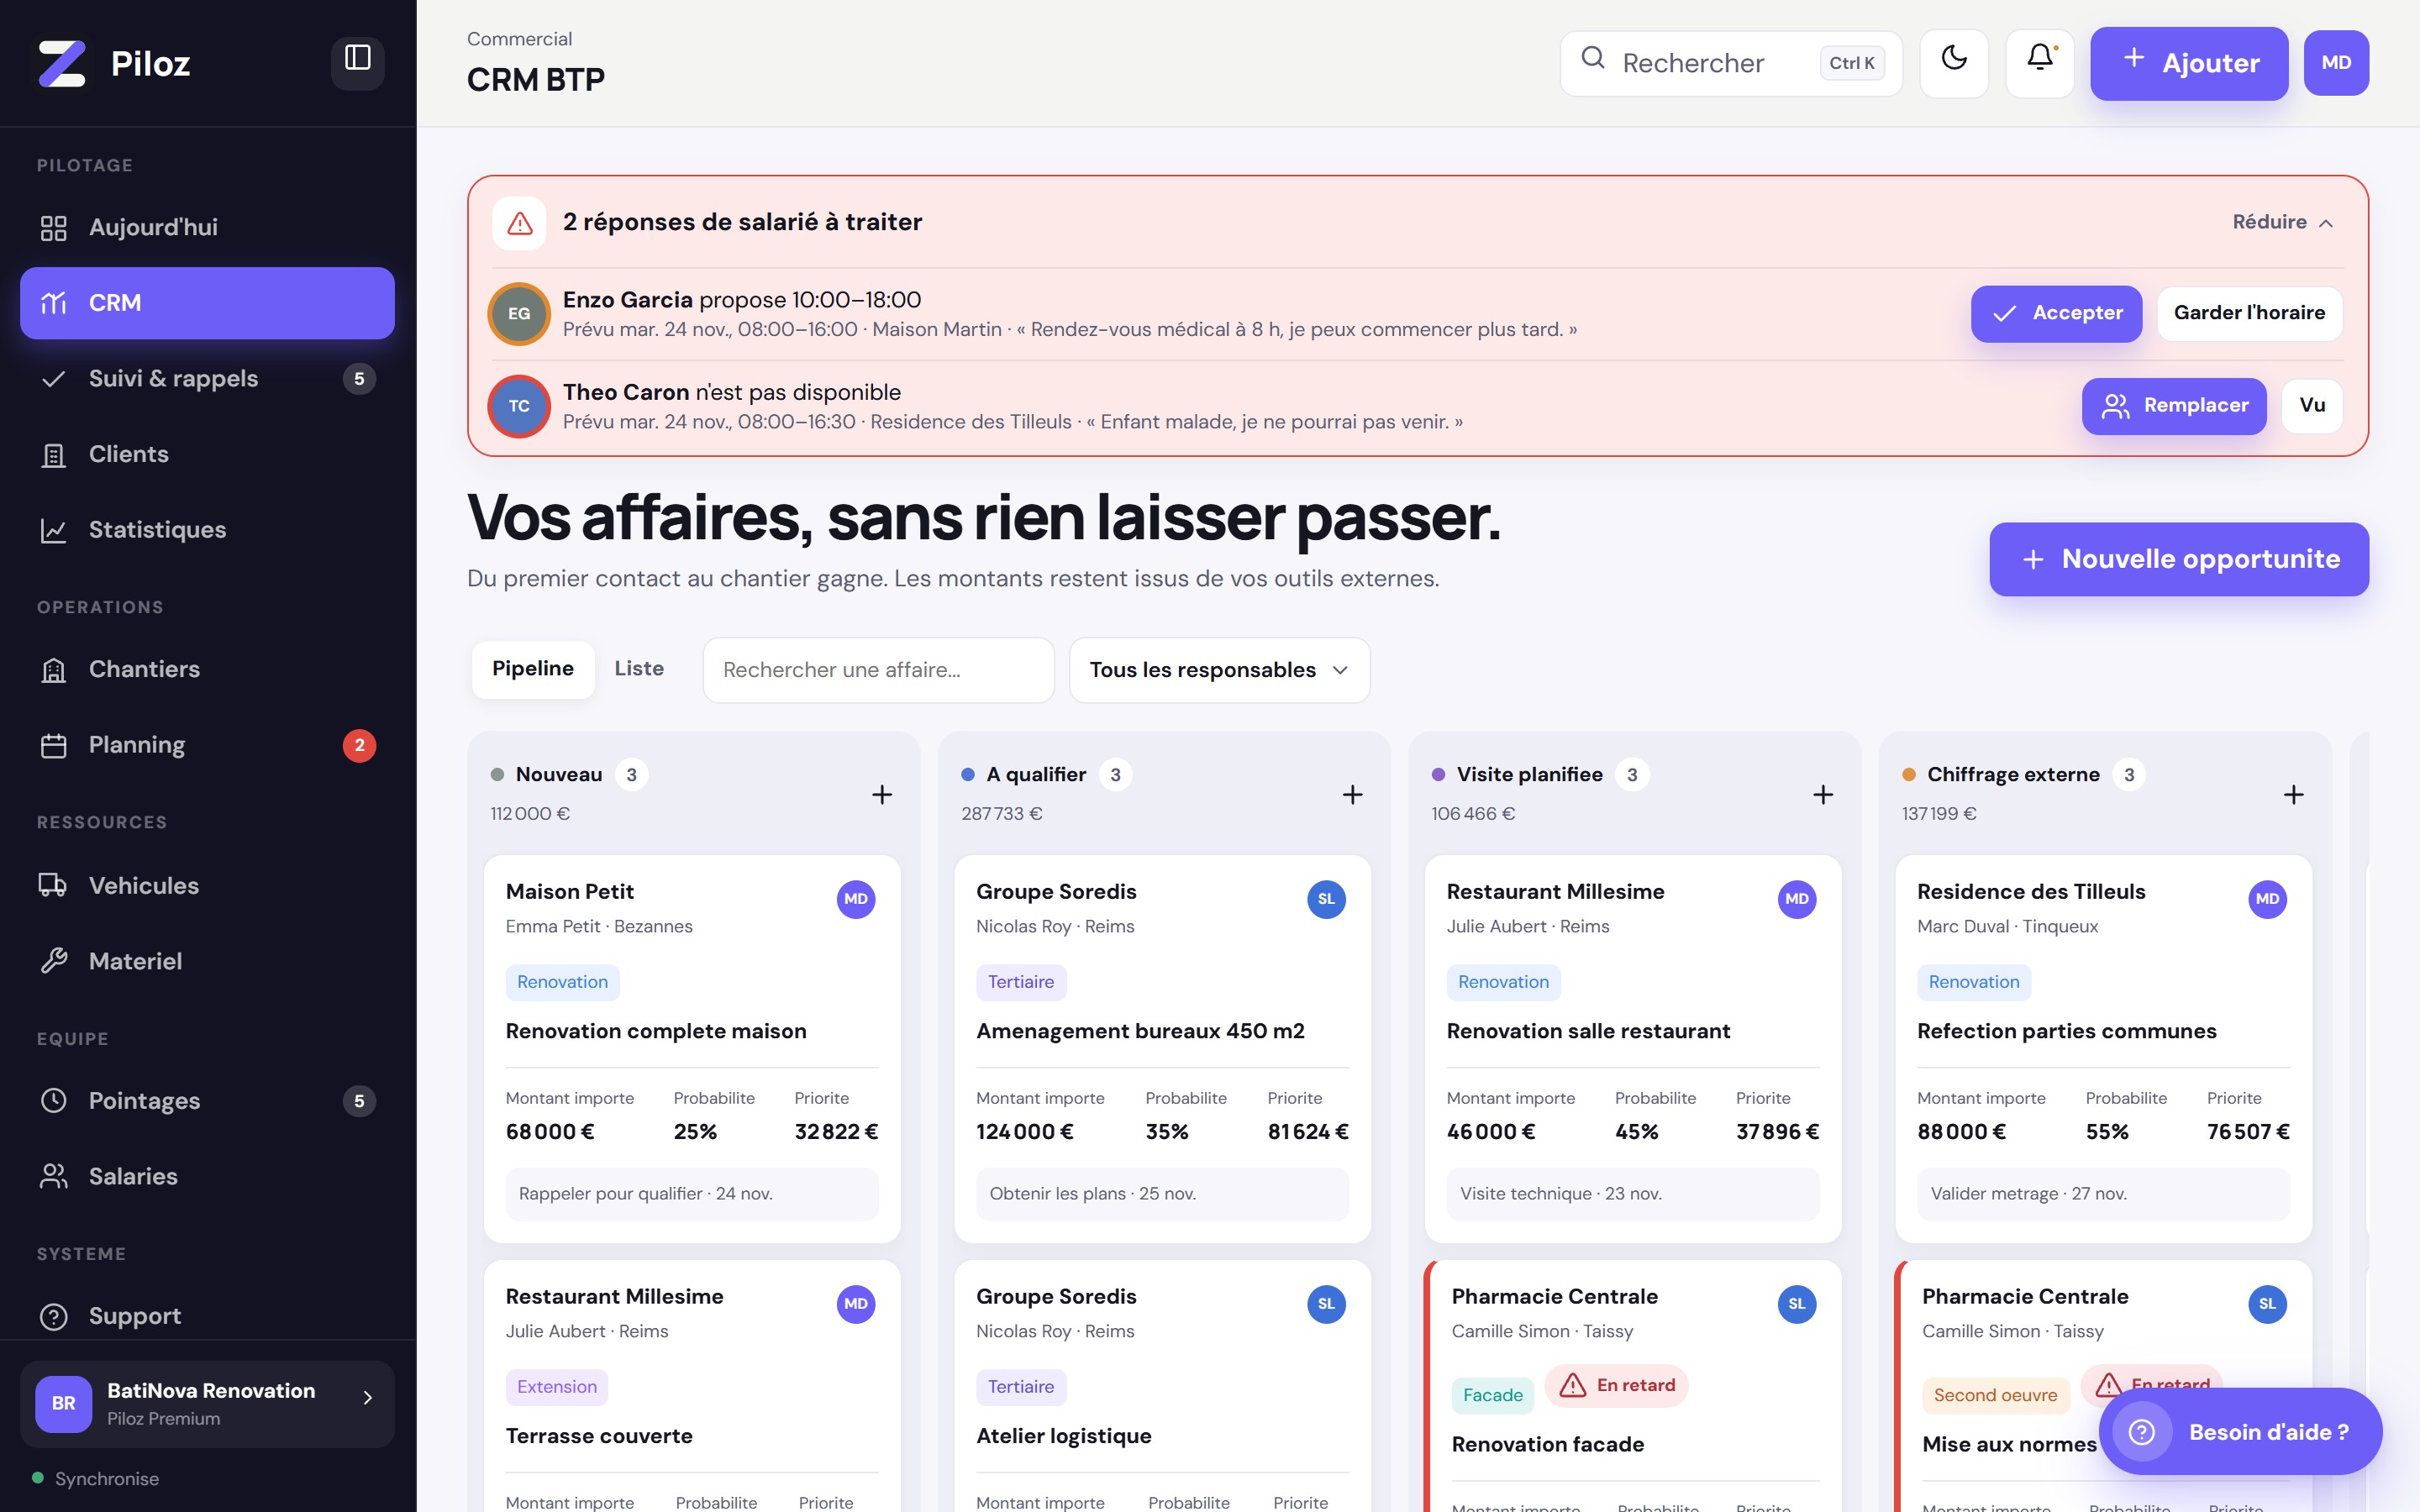 Piloz
PILOTAGE
Aujourd'hui
CRM
Suivi & rappels 5
Clients
Statistiques
OPERATIONS
Chantiers
Planning 2
RESSOURCES
Vehicules
Materiel
EQUIPE
Pointages 5
Salaries
SYSTEME
Support
BR BatiNova Renovation
Piloz Premium
Synchronise
Commercial
CRM BTP
Rechercher Ctrl K
Ajouter
MD
2 réponses de salarié à traiter
Réduire
EG
Enzo Garcia propose 10:00–18:00
Prévu mar. 24 nov., 08:00–16:00 · Maison Martin · « Rendez-vous médical à 8 h, je peux commencer plus tard. »
Accepter
Garder l'horaire
TC
Theo Caron n'est pas disponible
Prévu mar. 24 nov., 08:00–16:30 · Residence des Tilleuls · « Enfant malade, je ne pourrai pas venir. »
Remplacer
Vu
Vos affaires, sans rien laisser passer.
Du premier contact au chantier gagne. Les montants restent issus de vos outils externes.
Nouvelle opportunite
Pipeline
Liste
Rechercher une affaire...
Tous les responsables
Nouveau 3
112 000 €
Maison Petit MD
Emma Petit · Bezannes
Renovation
Renovation complete maison
Montant importe Probabilite Priorite
68 000 € 25% 32 822 €
Rappeler pour qualifier · 24 nov.
Restaurant Millesime MD
Julie Aubert · Reims
Extension
Terrasse couverte
Montant importe Probabilite Priorite
A qualifier 3
287 733 €
Groupe Soredis SL
Nicolas Roy · Reims
Tertiaire
Amenagement bureaux 450 m2
Montant importe Probabilite Priorite
124 000 € 35% 81 624 €
Obtenir les plans · 25 nov.
Groupe Soredis SL
Nicolas Roy · Reims
Tertiaire
Atelier logistique
Montant importe Probabilite Priorite
Visite planifiee 3
106 466 €
Restaurant Millesime MD
Julie Aubert · Reims
Renovation
Renovation salle restaurant
Montant importe Probabilite Priorite
46 000 € 45% 37 896 €
Visite technique · 23 nov.
Pharmacie Centrale SL
Camille Simon · Taissy
Facade En retard
Renovation facade
Montant importe Probabilite Priorite
Chiffrage externe 3
137 199 €
Residence des Tilleuls MD
Marc Duval · Tinqueux
Renovation
Refection parties communes
Montant importe Probabilite Priorite
88 000 € 55% 76 507 €
Valider metrage · 27 nov.
Pharmacie Centrale SL
Camille Simon · Taissy
Second oeuvre En retard
Mise aux normes
Montant importe Probabilite Priorite
Besoin d'aide ?